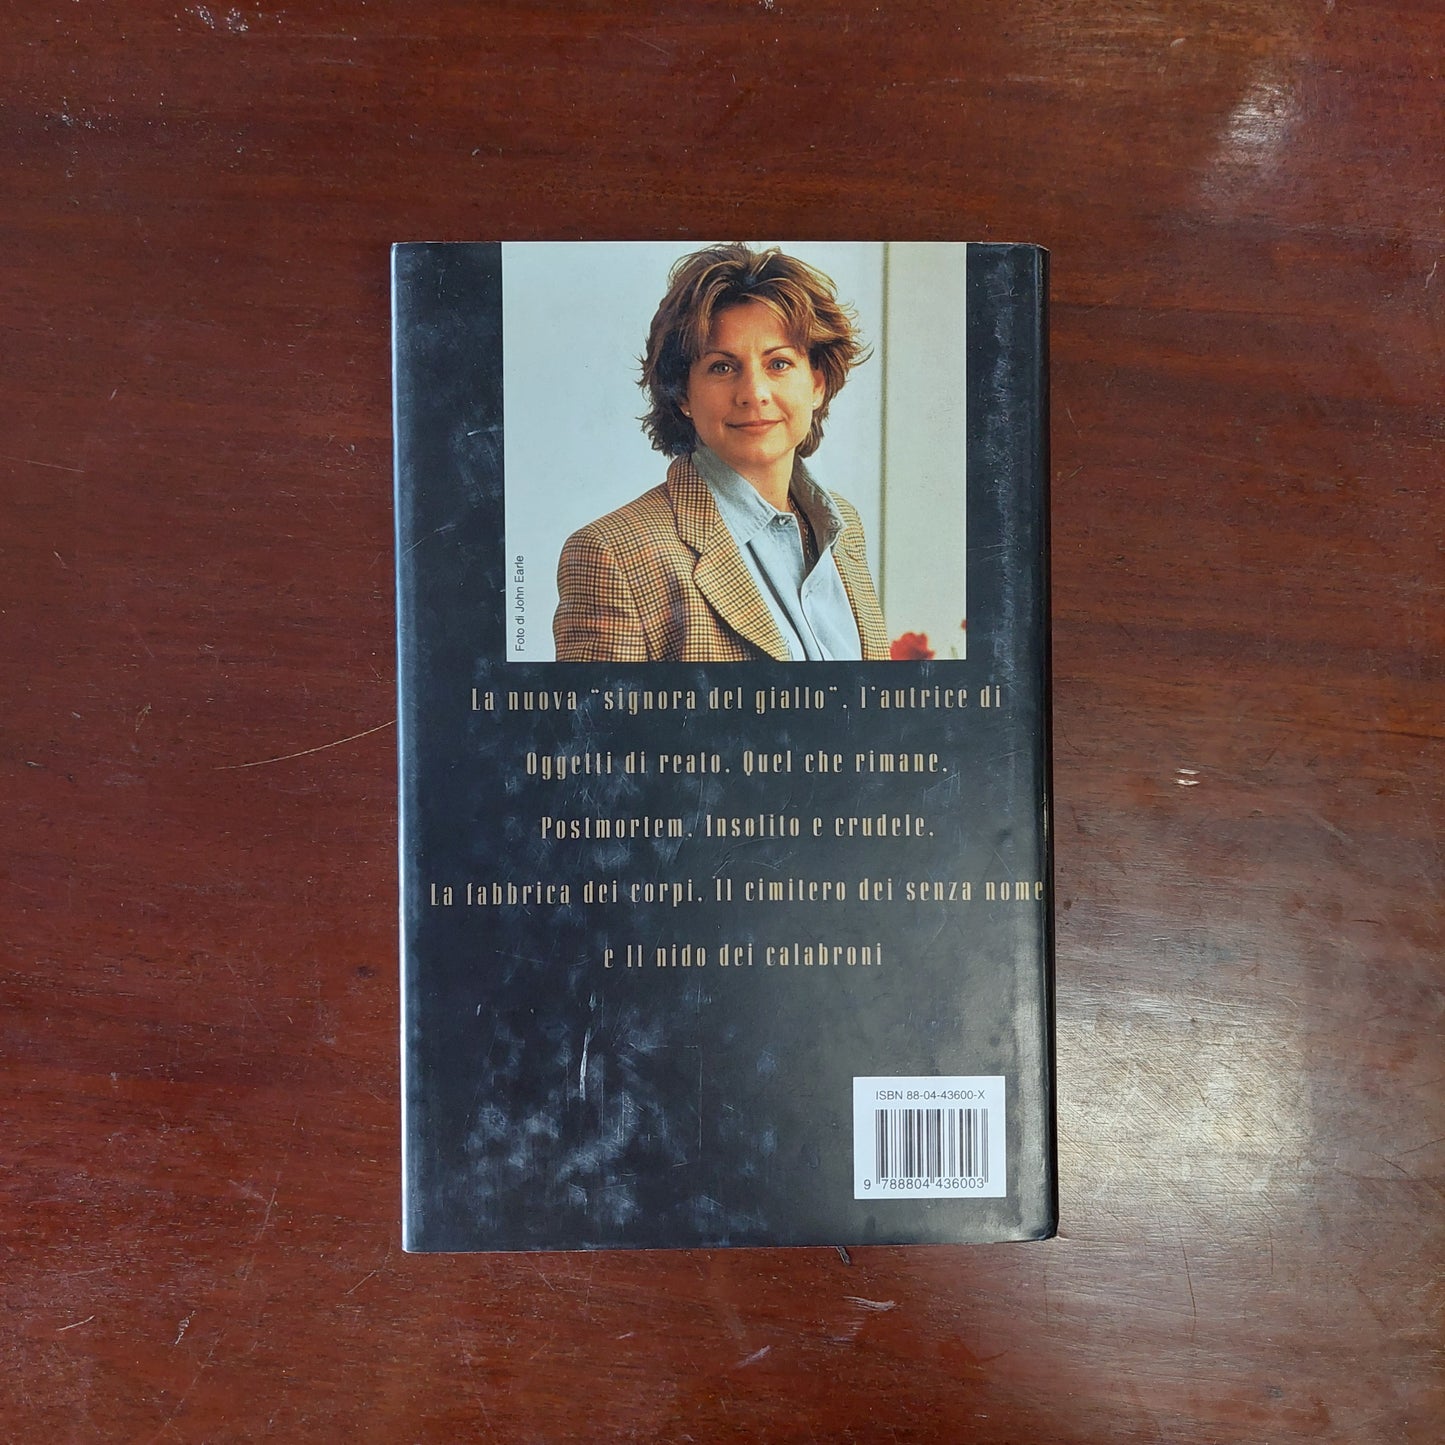 Foto di John Earle
La nuova “signora del giallo”, l'autrice di
Oggetti di reato, Quel che rimane,
Postmortem, Insolito e crudele,
La fabbrica dei corpi, Il cimitero dei senza nome
e Il nido dei calabroni
ISBN 88-04-43600-X
9 788804 436003